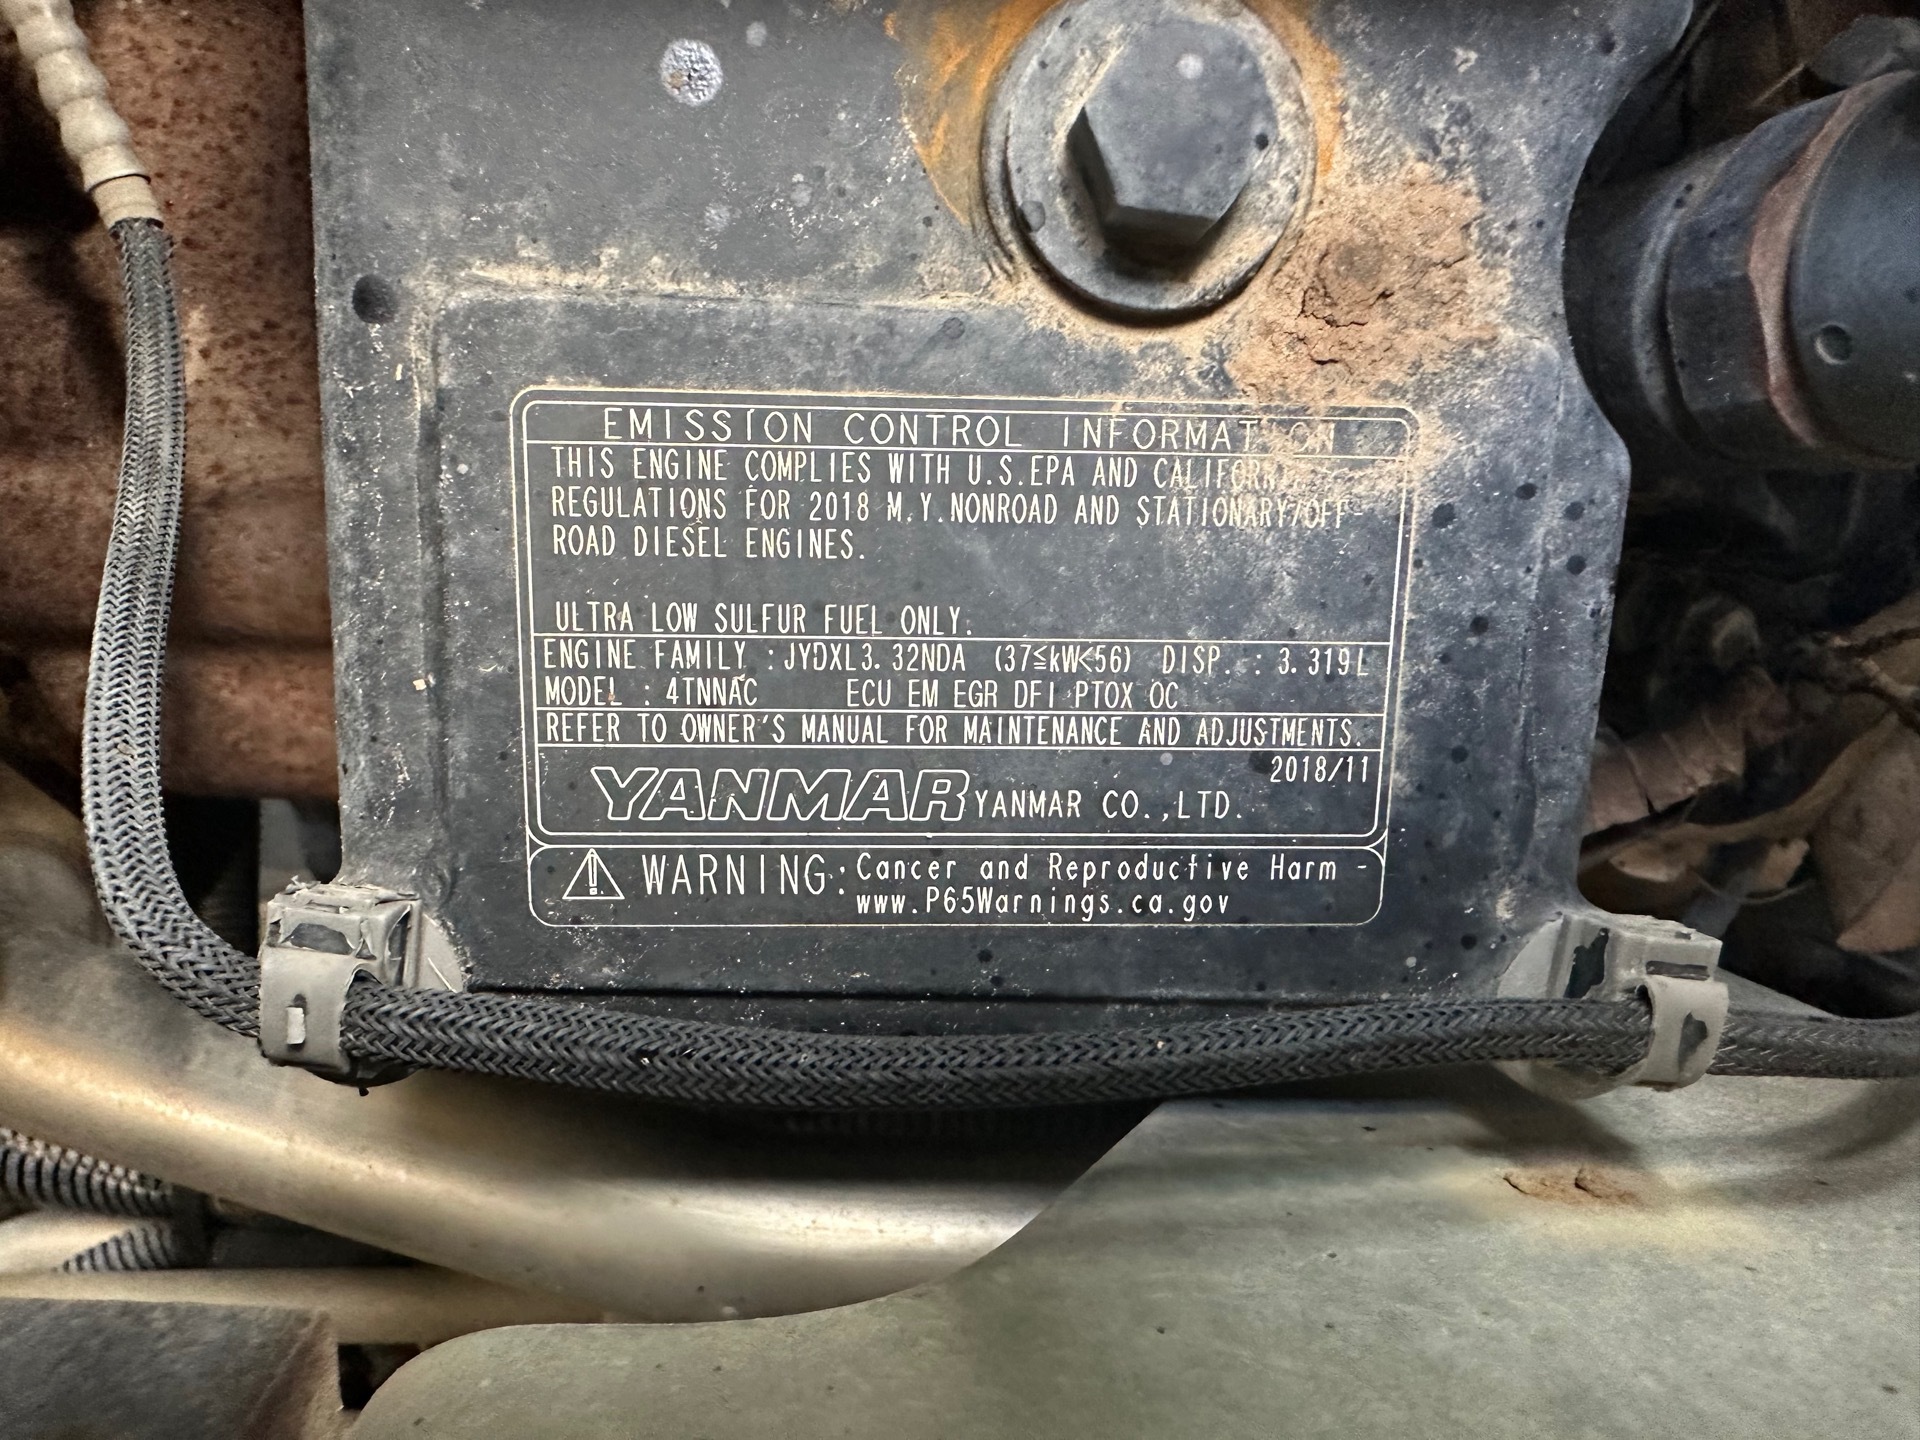 EMISSION CONTROL INFORMATION
THIS ENGINE COMPLIES WITH U.S.EPA AND
REGULATIONS FOR 2018 M.Y.NONROAD AND STATIONARY/OFF-
ROAD DIESEL ENGINES.
ULTRA LOW SULFUR FUEL ONLY.
ENGINE FAMILY :JYDXL3.32NDA (37≦kW<56) DISP. : 3.319L
MODEL : 4TNNAC ECU EM EGR DFI PTOX OC
REFER TO OWNER'S MANUAL FOR MAINTENANCE AND ADJUSTMENTS.
2018/11
YANMAR YANMAR CO.,LTD.
⚠ WARNING: Cancer and Reproductive Harm -
www.P65Warnings.ca.gov